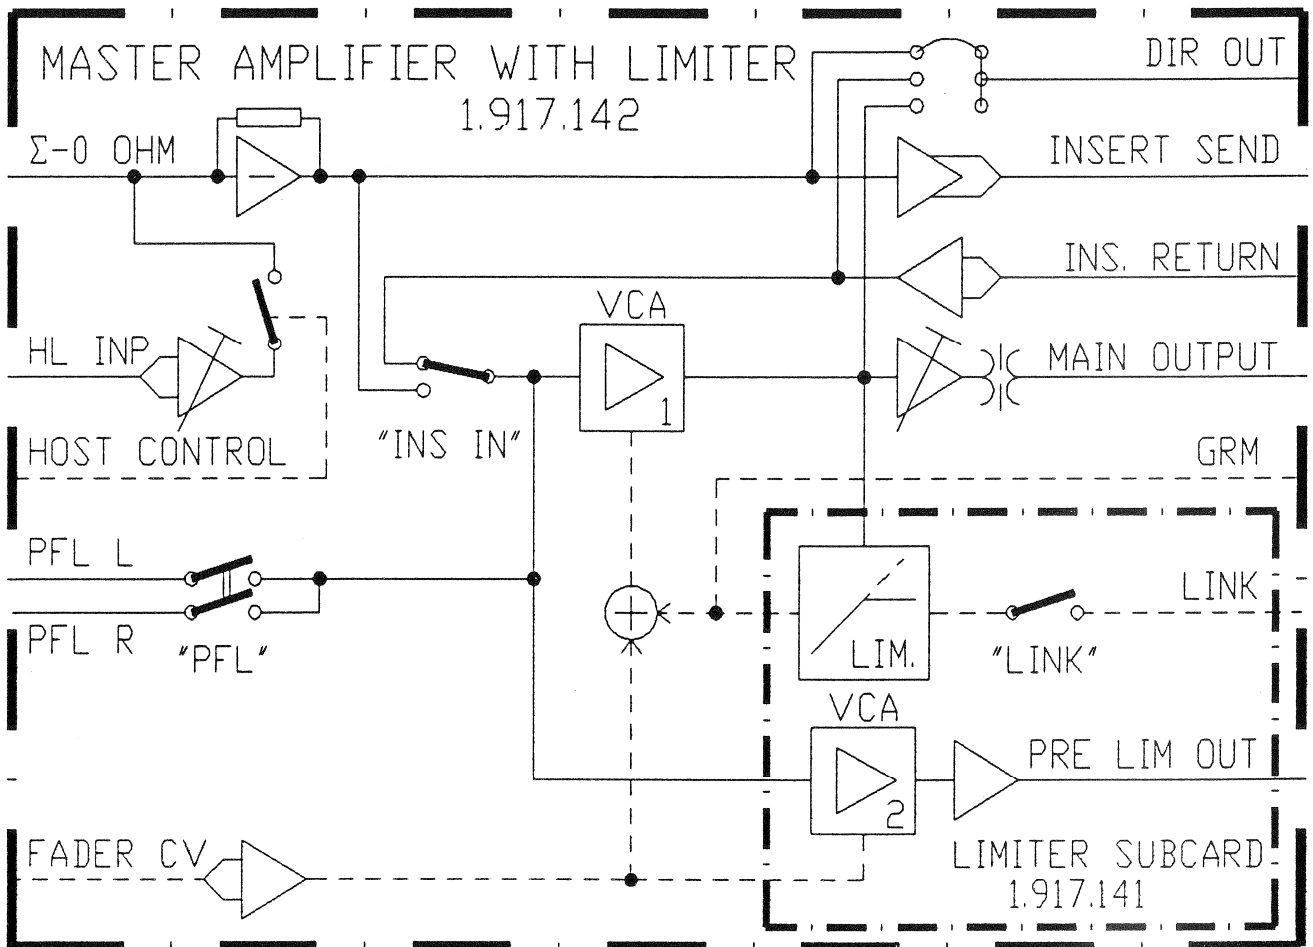 MASTER AMPLIFIER WITH LIMITER
1.917.142
DIR OUT
Σ-0 OHM
INSERT SEND
INS. RETURN
VCA
1
HL INP
MAIN OUTPUT
"INS IN"
HOST CONTROL
GRM
PFL L
LINK
PFL R
"PFL"
LIM.
"LINK"
VCA
2
PRE LIM OUT
FADER CV
LIMITER SUBCARD
1.917.141